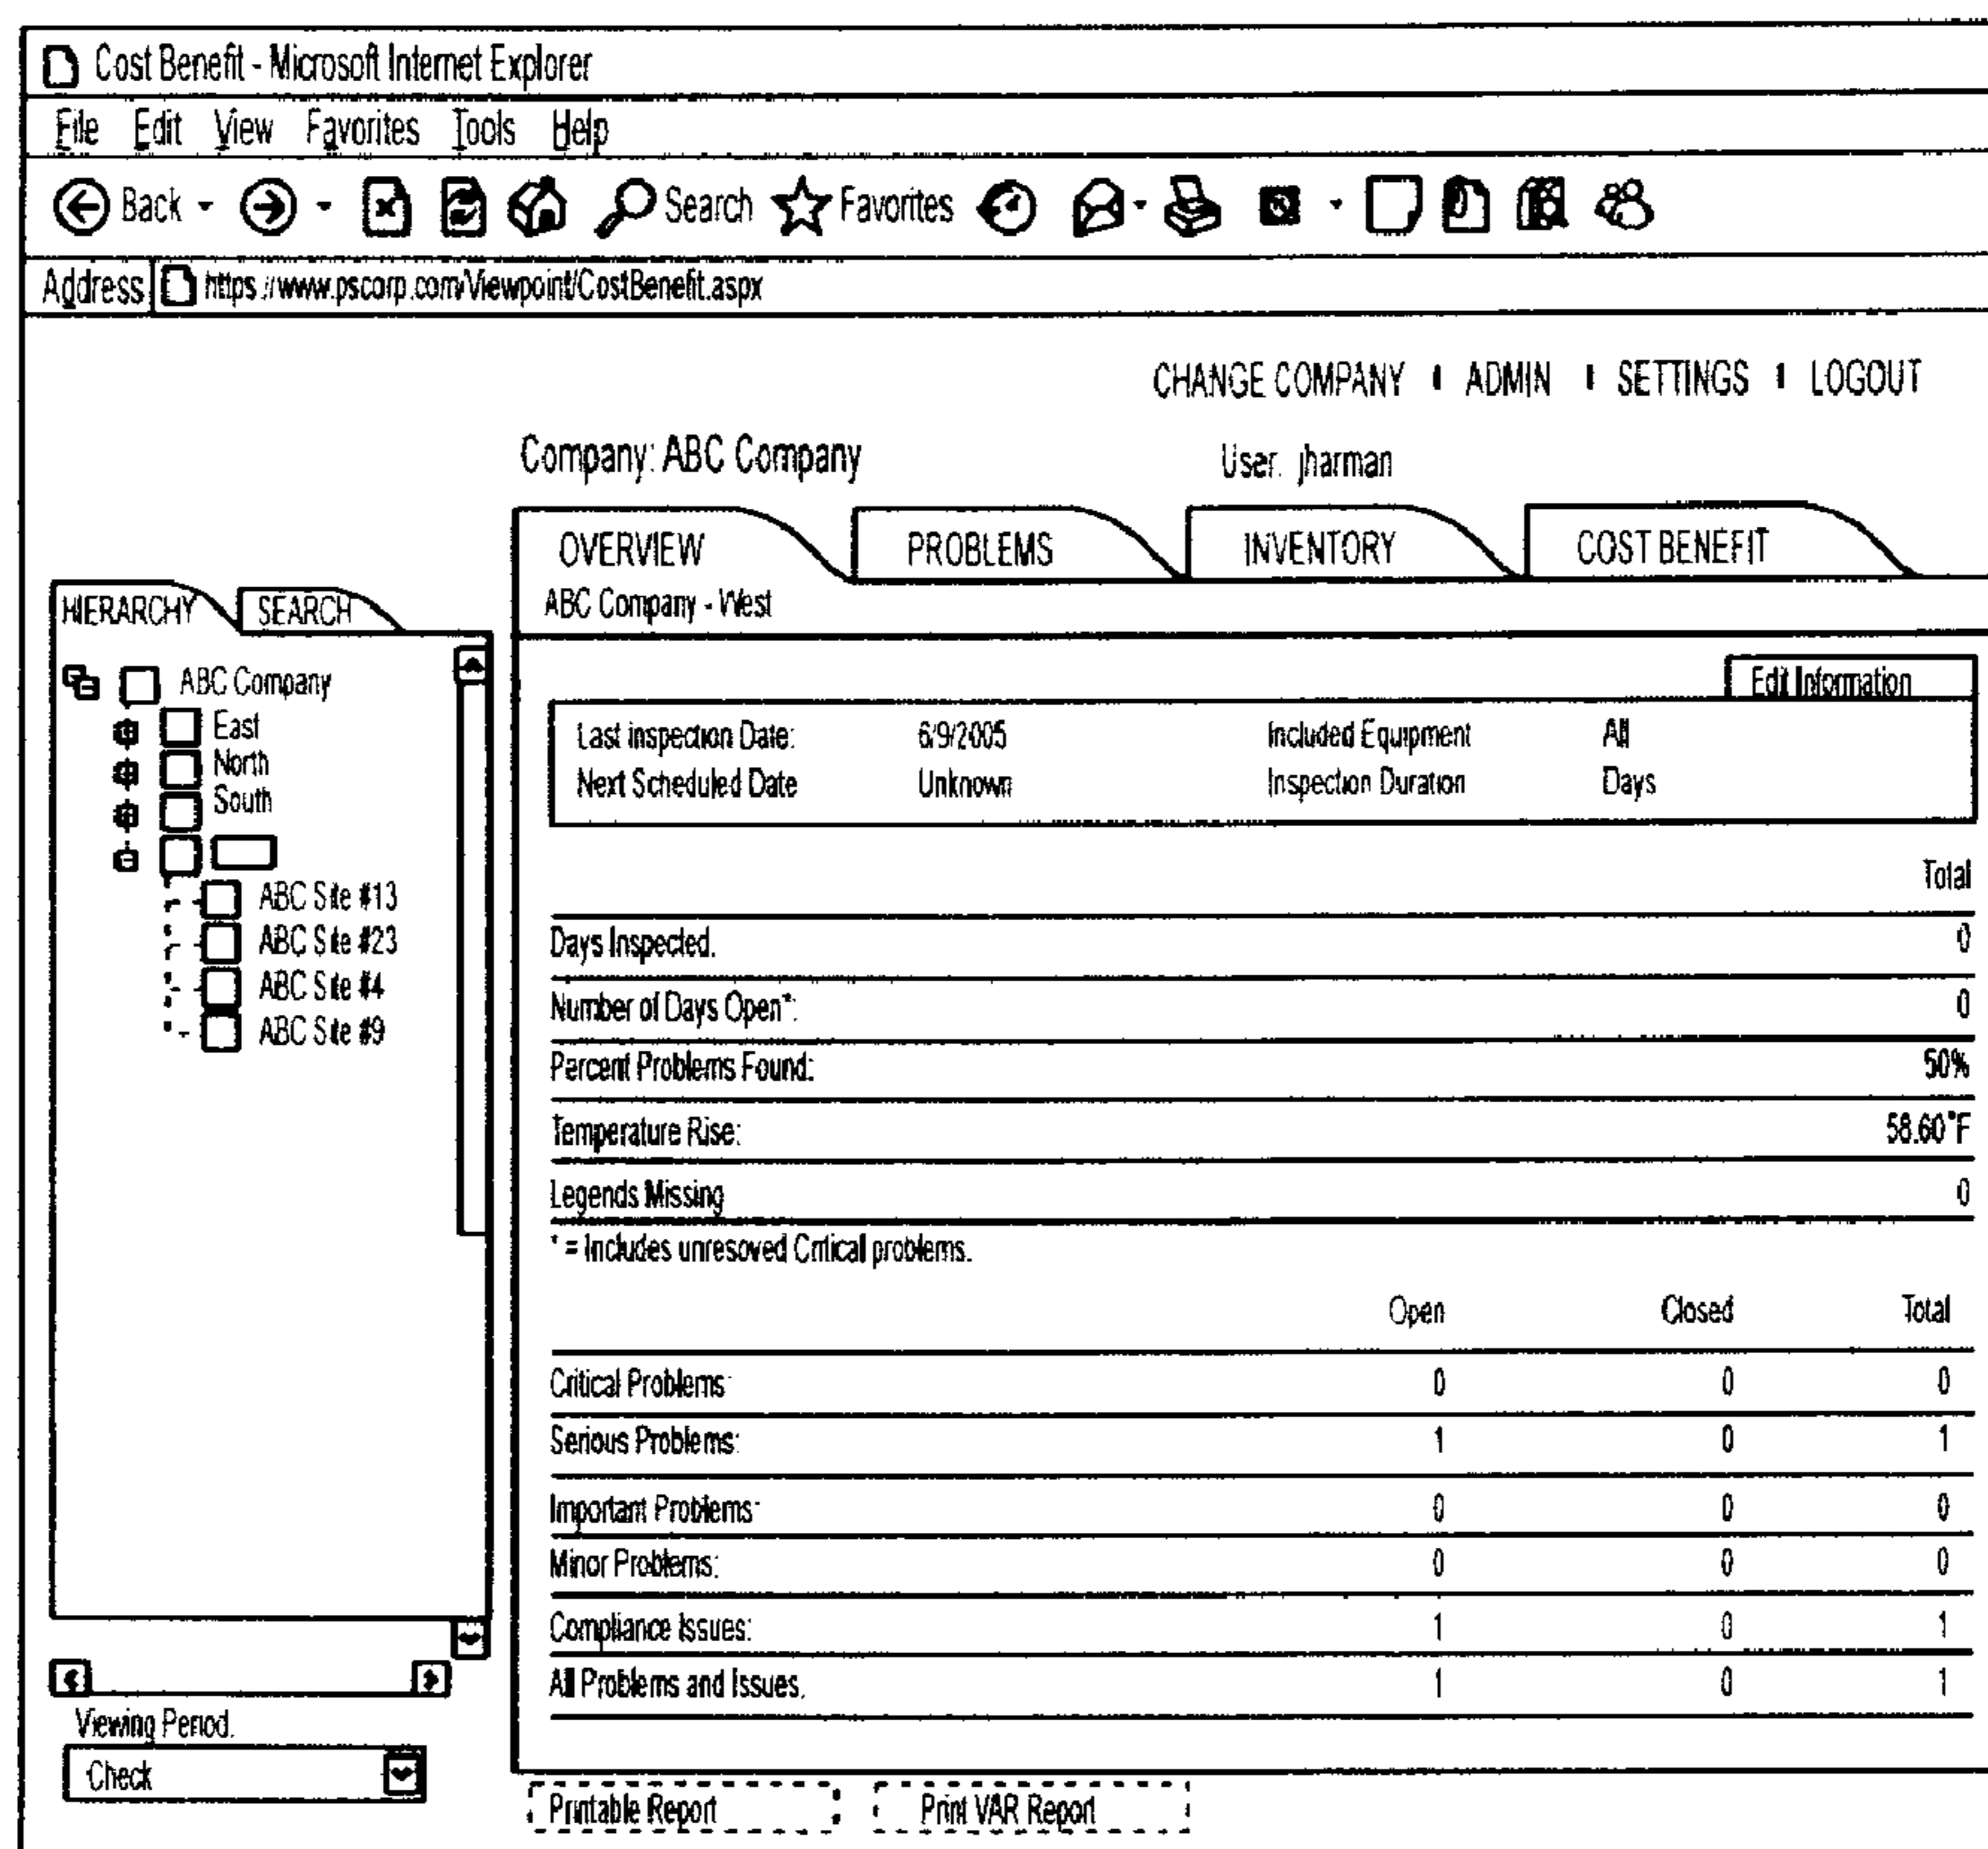 Cost Benefit - Microsoft Internet Explorer
File Edit View Favorites Tools Help
Back Search Favorites
Address https://www.pscorp.com/Viewpoint/CostBenefit.aspx
CHANGE COMPANY | ADMIN | SETTINGS | LOGOUT
Company: ABC Company User: jharman
OVERVIEW PROBLEMS INVENTORY COST BENEFIT
ABC Company - West
HIERARCHY SEARCH
ABC Company
East
North
South
ABC Site #13
ABC Site #23
ABC Site #4
ABC Site #9
Viewing Period.
Check
Edit Information
Last inspection Date: 6/9/2005 Included Equipment All
Next Scheduled Date Unknown Inspection Duration Days
Total
Days Inspected. 0
Number of Days Open*: 0
Percent Problems Found: 50%
Temperature Rise: 58.60°F
Legends Missing 0
* = Includes unresoved Critical problems.
Open Closed Total
Critical Problems: 0 0 0
Serious Problems: 1 0 1
Important Problems: 0 0 0
Minor Problems: 0 0 0
Compliance Issues: 1 0 1
All Problems and Issues. 1 0 1
Printable Report Print VAR Report